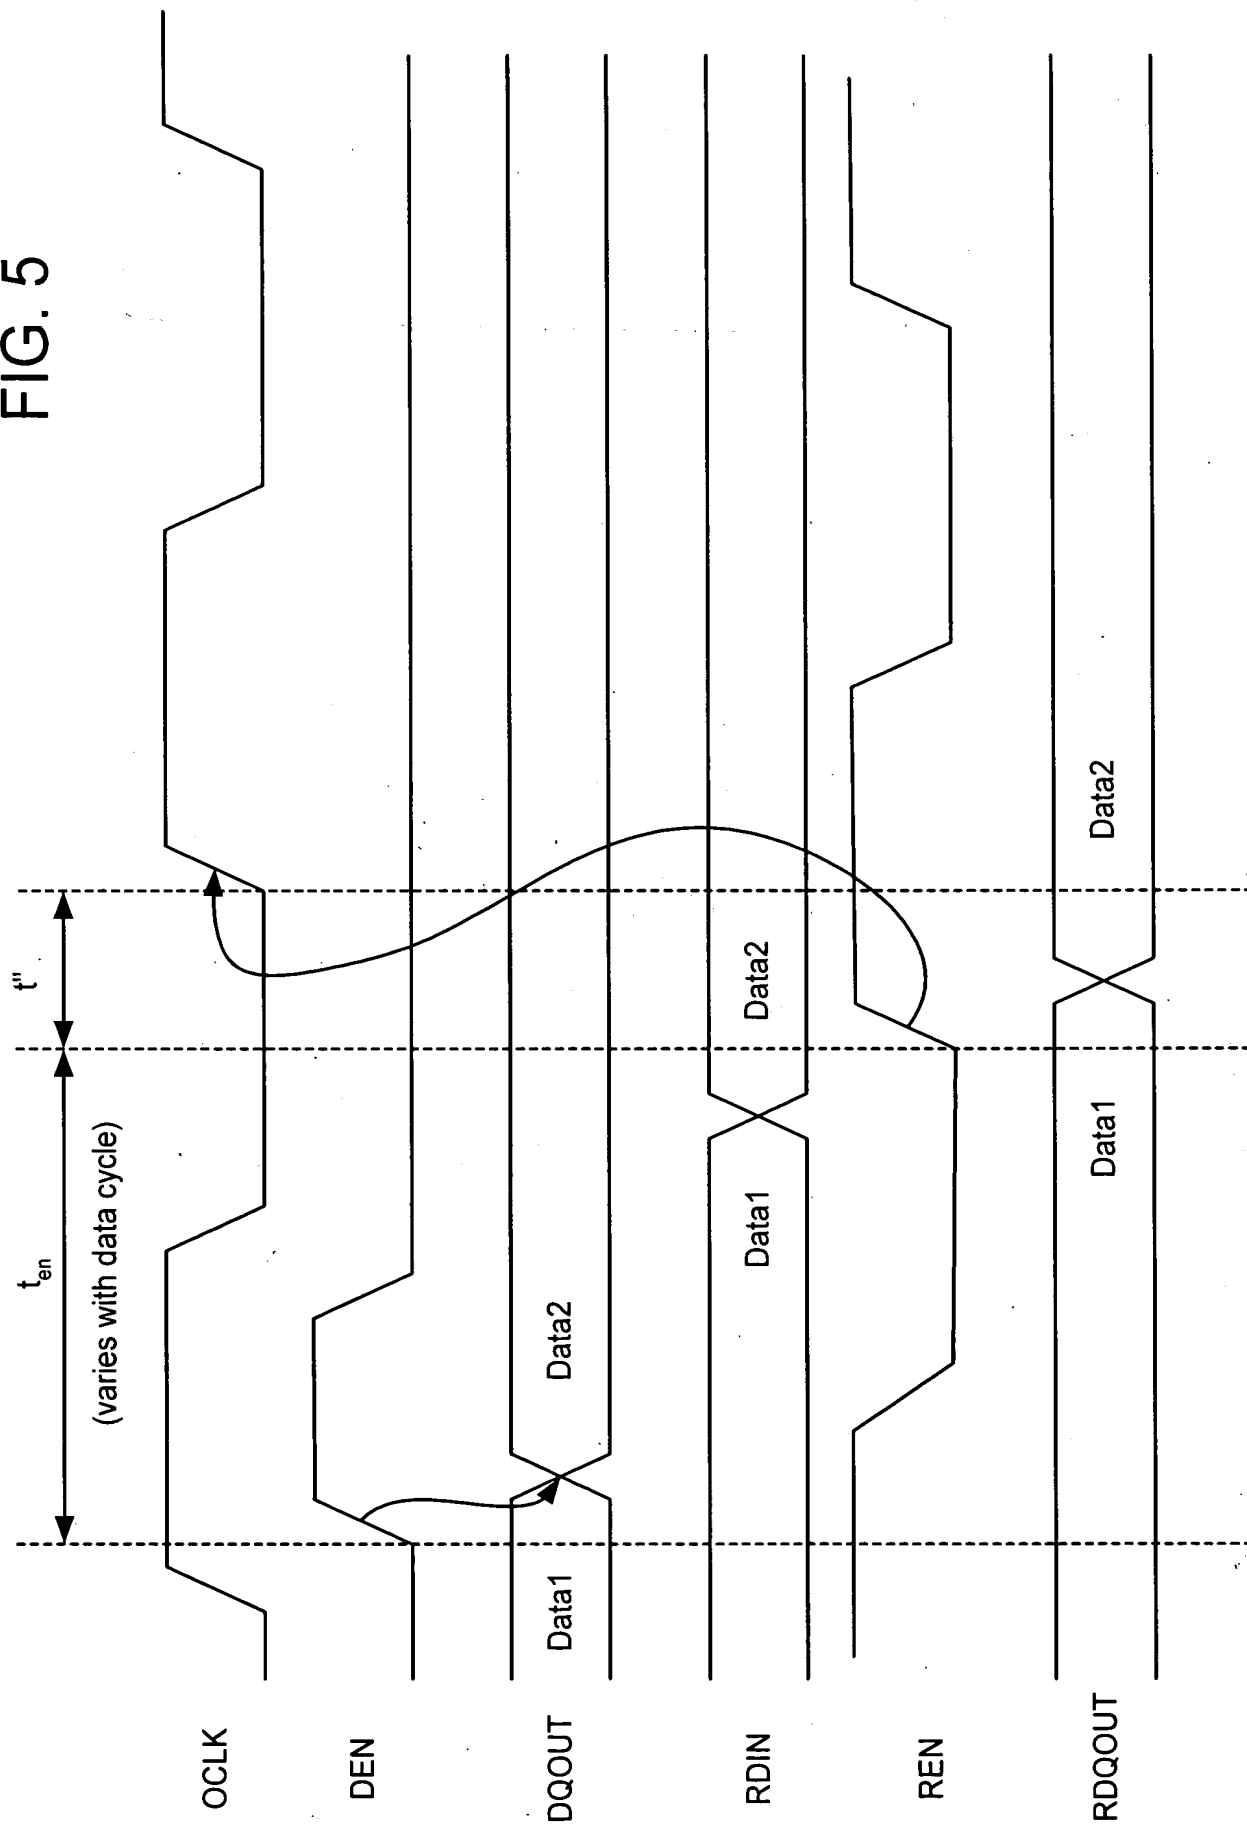 FIG. 5
t_en
(varies with data cycle)
t"
OCLK
DEN
DQOUT
Data1
Data2
RDIN
Data1
Data2
REN
RDQOUT
Data1
Data2